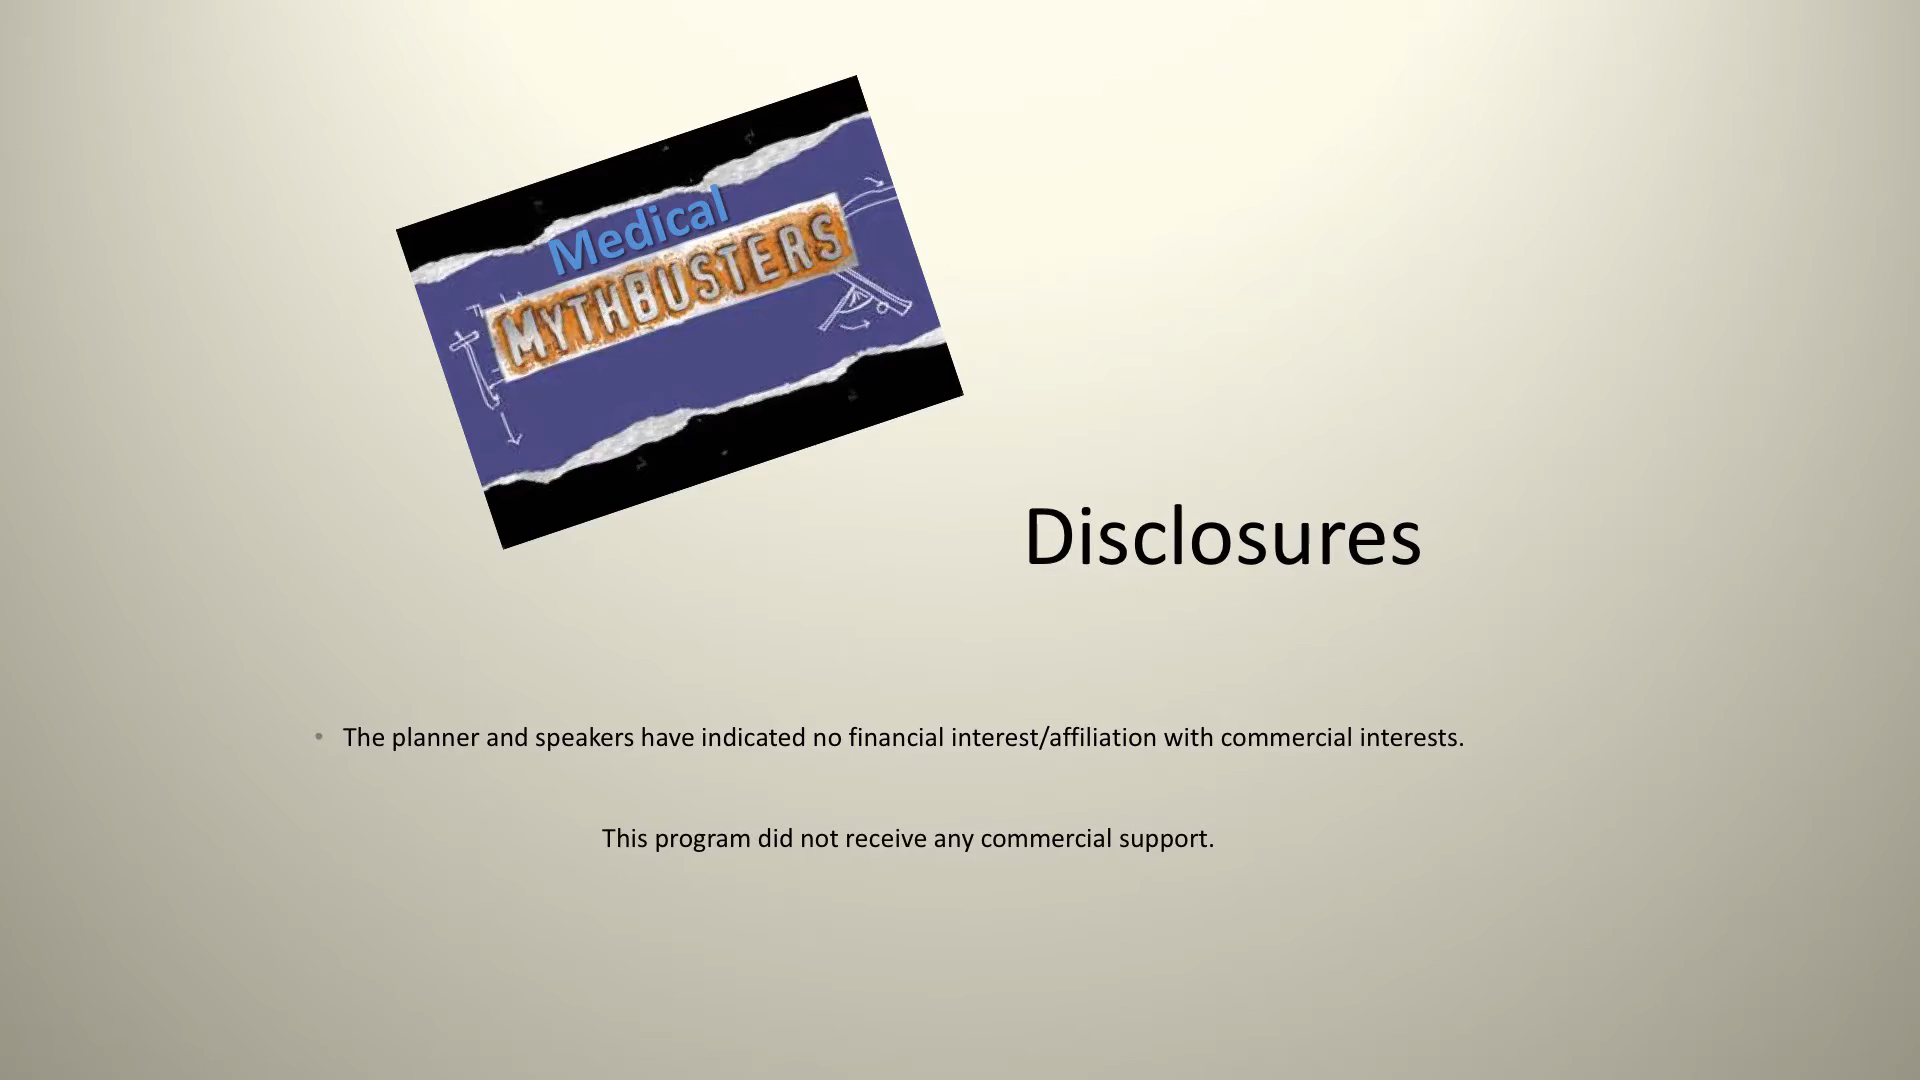 Medical
MYTHBUSTERS
Disclosures
• The planner and speakers have indicated no financial interest/affiliation with commercial interests.
This program did not receive any commercial support.